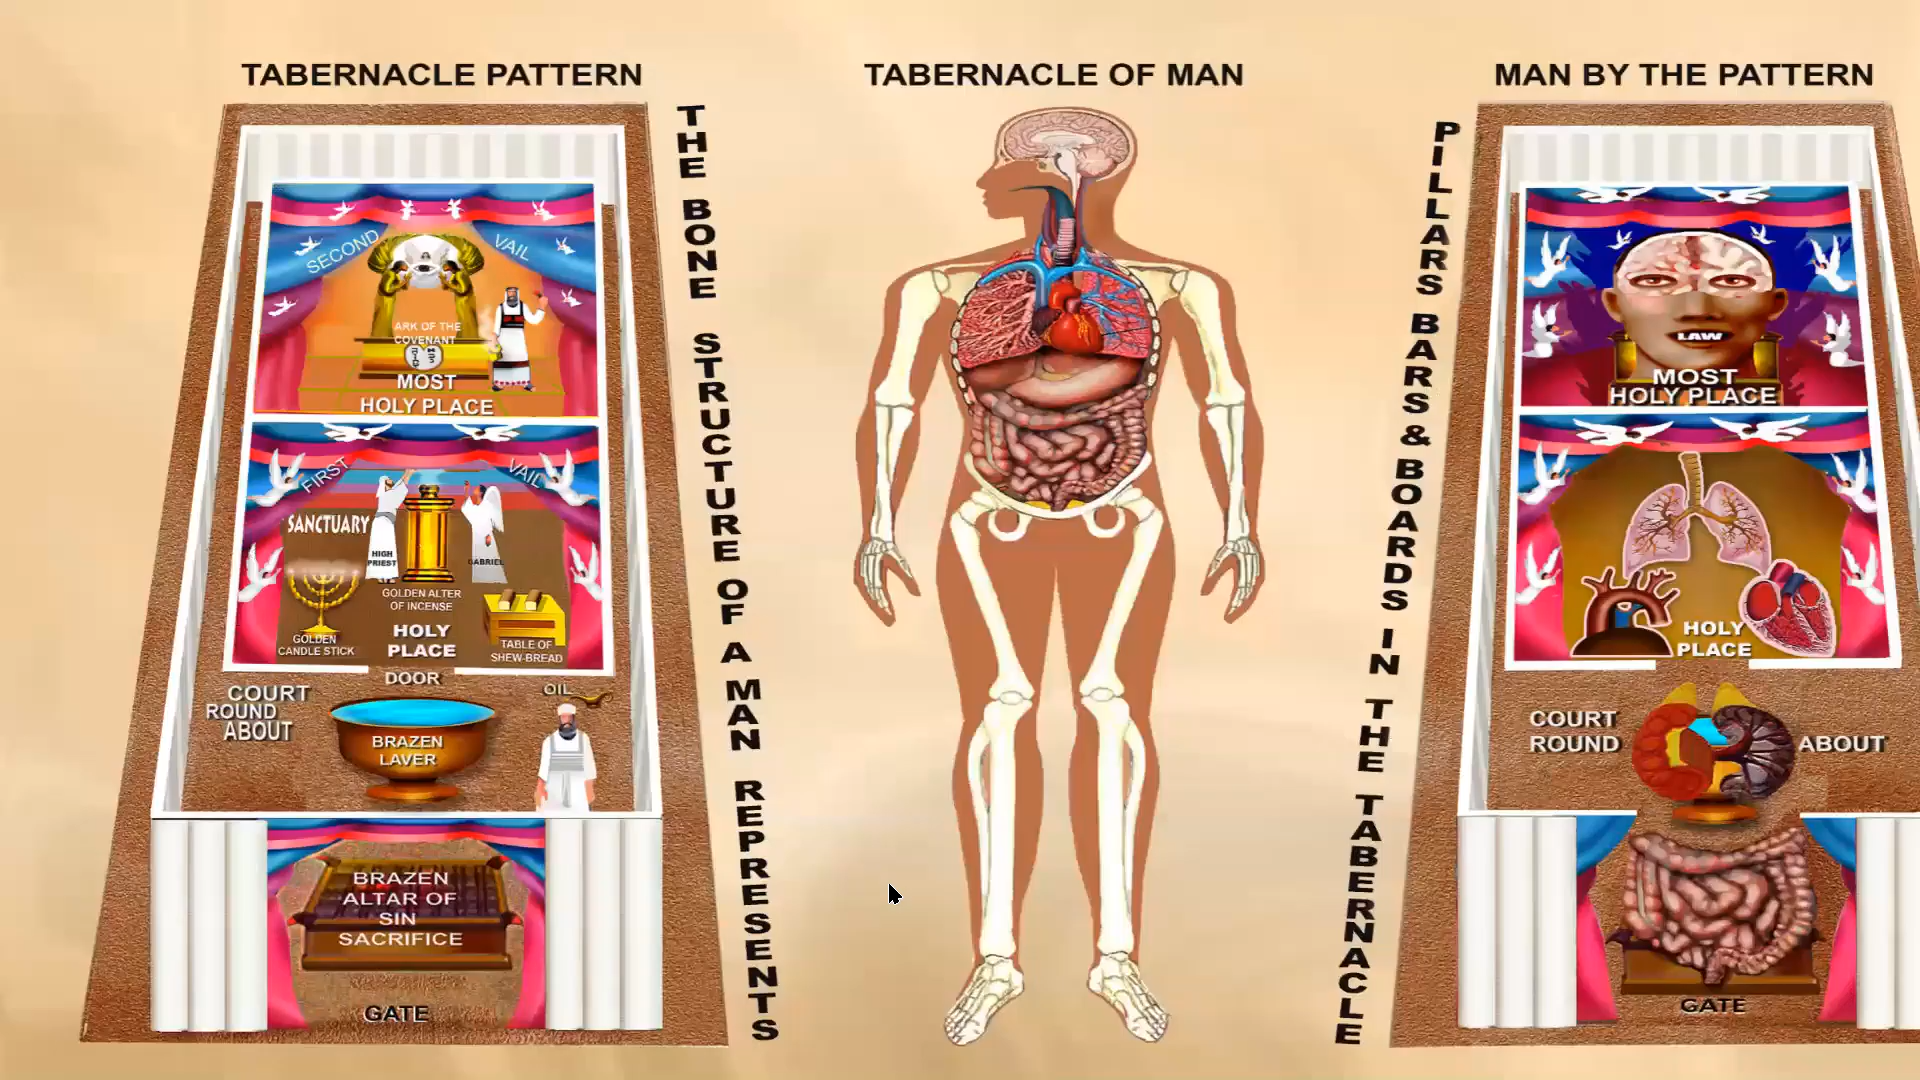 TABERNACLE PATTERN
SECOND VAIL
ARK OF THE
COVENANT
MOST
HOLY PLACE
FIRST VAIL
SANCTUARY
HIGH
PRIEST
GABRIEL
GOLDEN ALTER
OF INCENSE
GOLDEN
CANDLE STICK
HOLY
PLACE
TABLE OF
SHEW-BREAD
DOOR
COURT
ROUND
ABOUT
OIL
BRAZEN
LAVER
BRAZEN
ALTAR OF
SIN
SACRIFICE
GATE
THE BONE STRUCTURE OF A MAN REPRESENTS
TABERNACLE OF MAN
PILLARS BARS & BOARDS IN THE TABERNACLE
MAN BY THE PATTERN
LAW
MOST
HOLY PLACE
HOLY
PLACE
COURT
ROUND
ABOUT
GATE